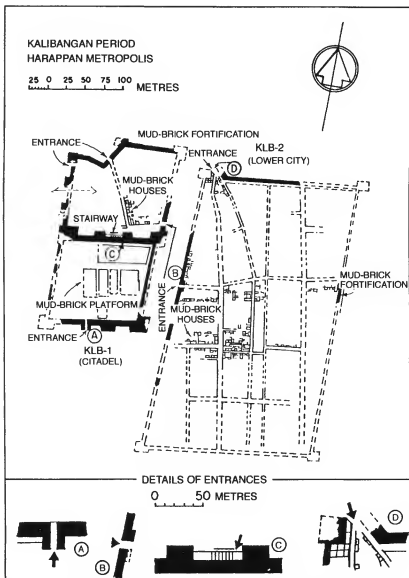 KALIBANGAN PERIOD
HARAPPAN METROPOLIS
25 0 25 50 75 100
METRES
ENTRANCE
MUD-BRICK FORTIFICATION
ENTRANCE
D
KLB-2
(LOWER CITY)
MUD-BRICK
HOUSES
STAIRWAY
C
ENTRANCE
B
MUD-BRICK
FORTIFICATION
MUD-BRICK PLATFORM
MUD-BRICK
HOUSES
ENTRANCE
A
KLB-1
(CITADEL)
DETAILS OF ENTRANCES
0 50 METRES
A
B
C
D